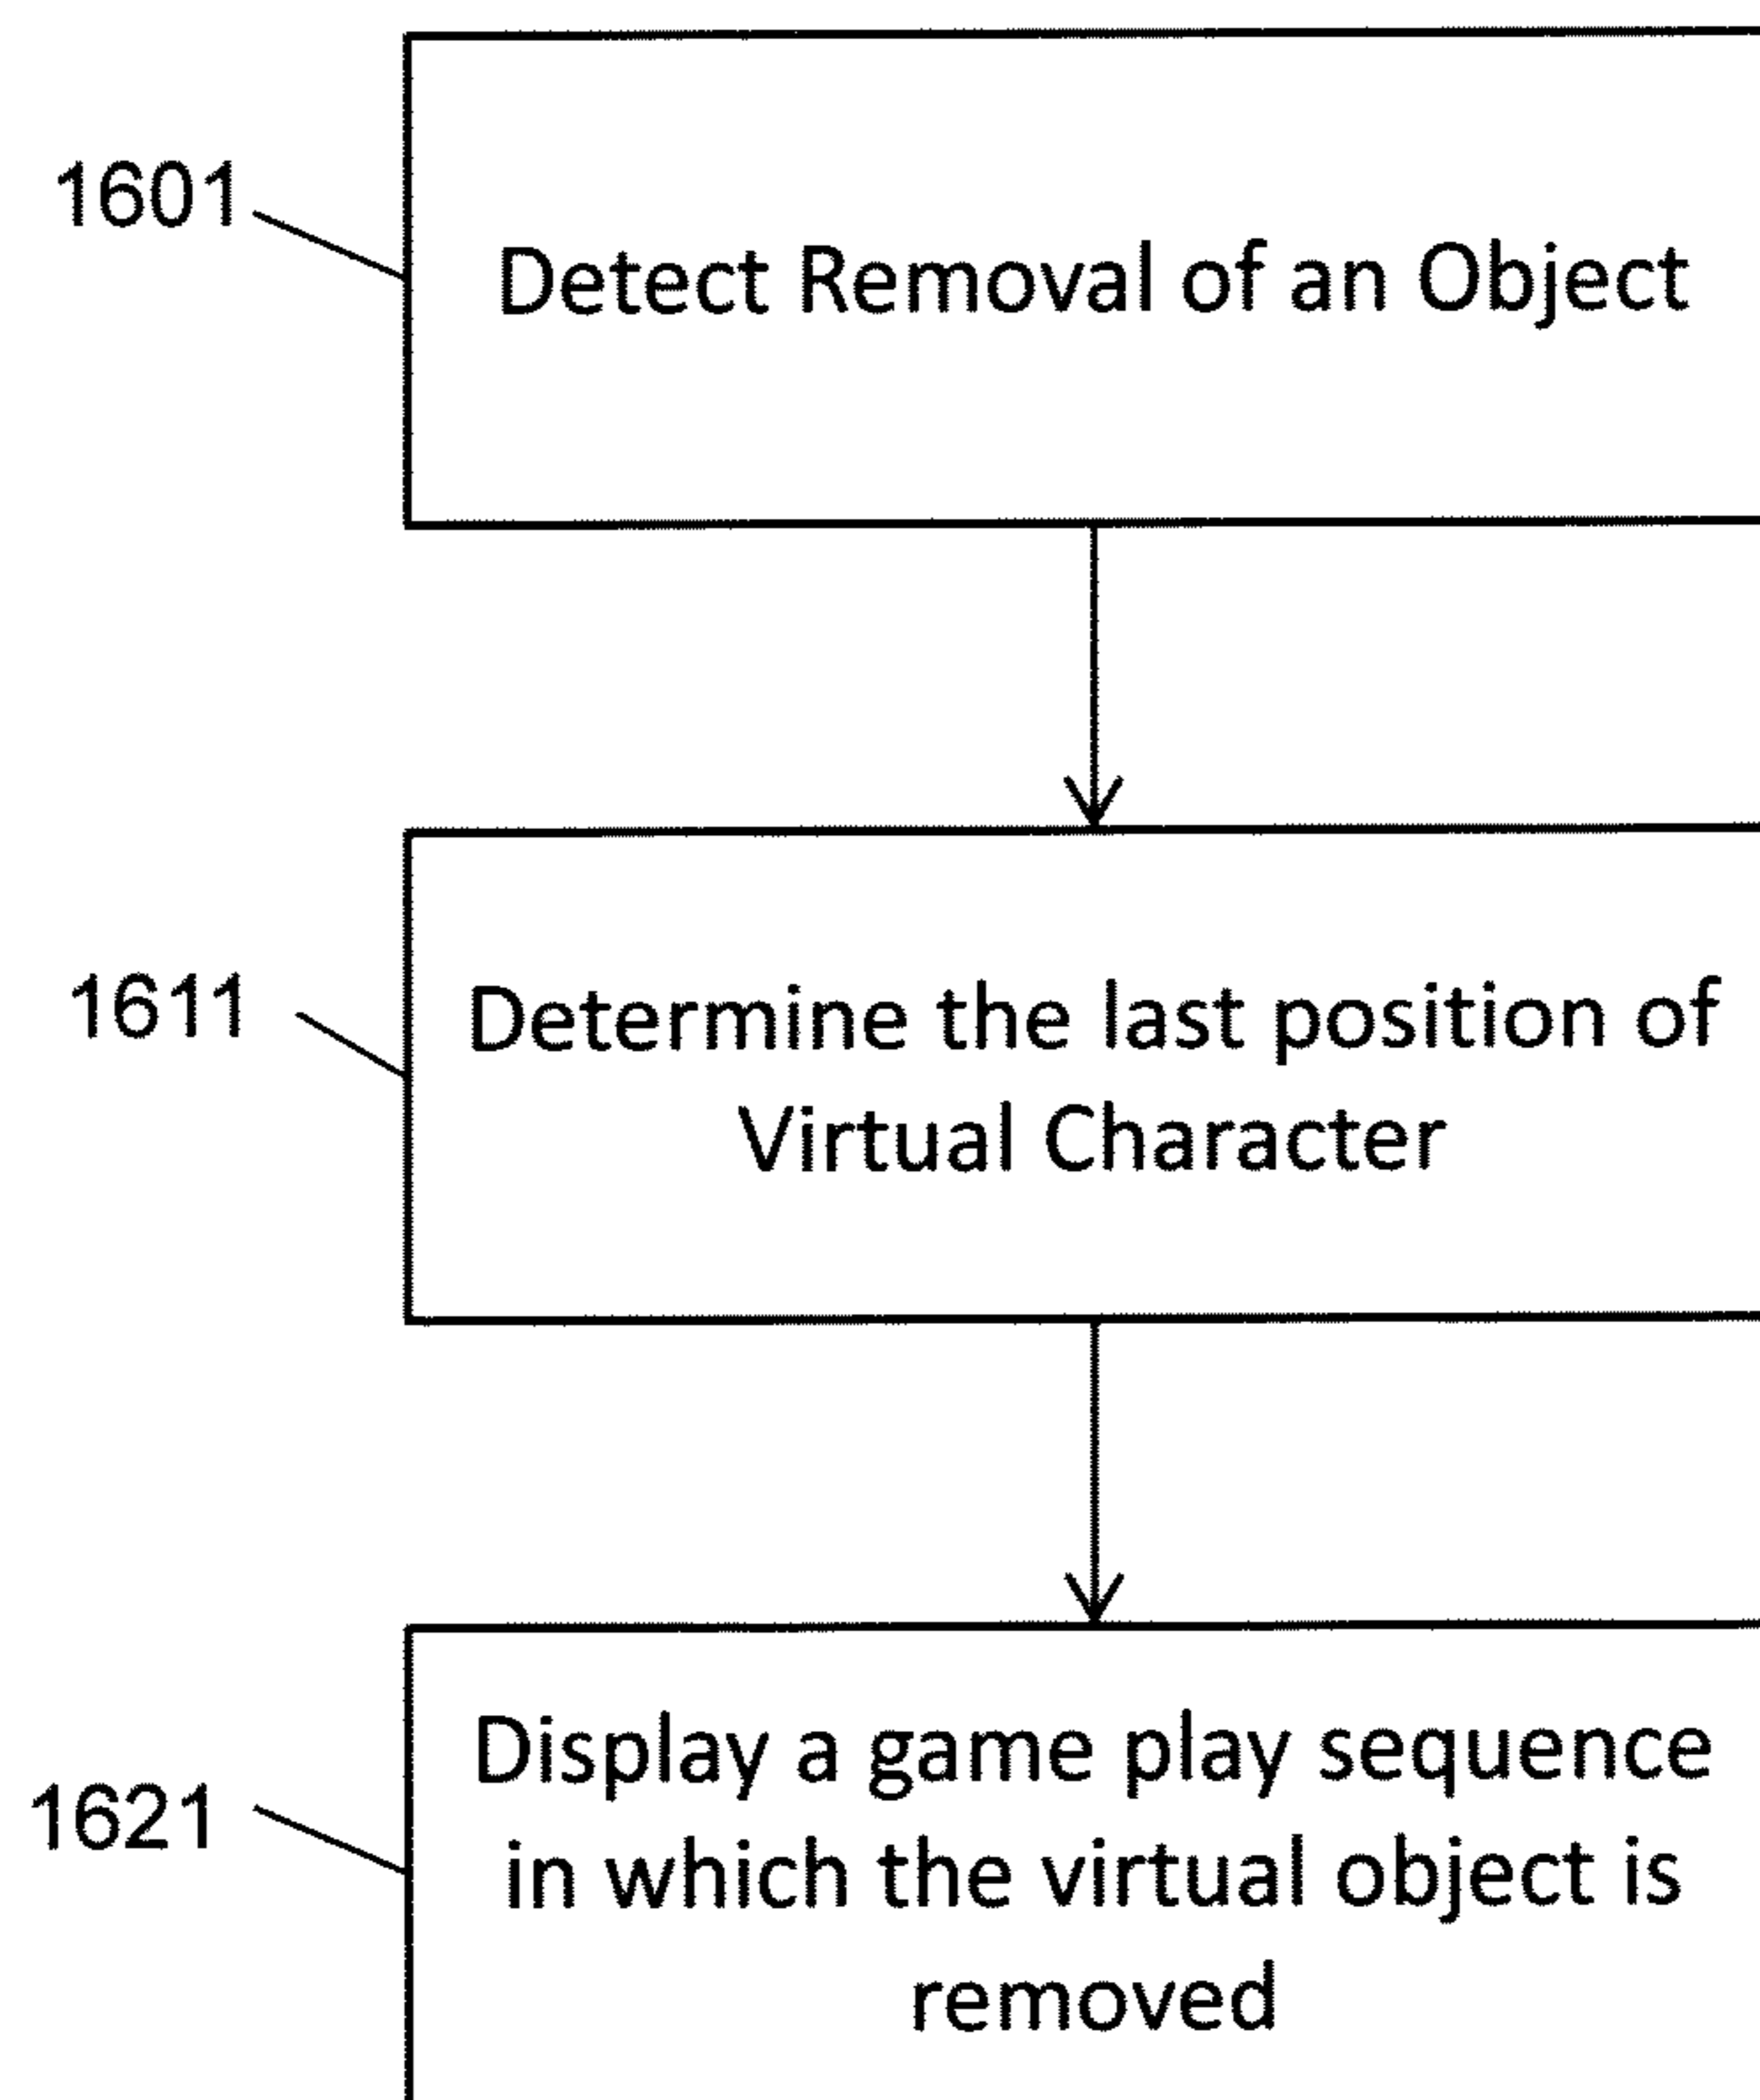 1601
Detect Removal of an Object
1611
Determine the last position of
Virtual Character
1621
Display a game play sequence
in which the virtual object is
removed